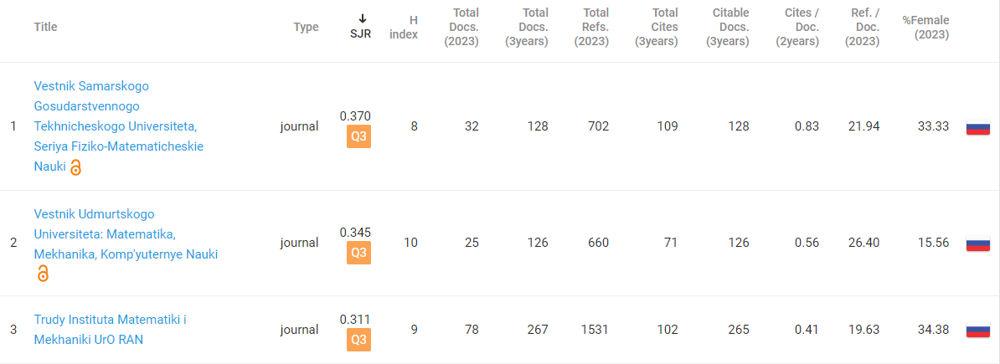 Title Type SJR H index Total Docs. (2023) Total Docs. (3years) Total Refs. (2023) Total Cites (3years) Citable Docs. (3years) Cites / Doc. (2years) Ref. / Doc. (2023) %Female (2023)
1 Vestnik Samarskogo
Gosudarstvennogo
Tekhnicheskogo Universiteta,
Seriya Fiziko-Matematicheskie
Nauki
journal 0.370 Q3 8 32 128 702 109 128 0.83 21.94 33.33
2 Vestnik Udmurtskogo
Universiteta: Matematika,
Mekhanika, Komp'yuternye Nauki
journal 0.345 Q3 10 25 126 660 71 126 0.56 26.40 15.56
3 Trudy Instituta Matematiki i
Mekhaniki UrO RAN
journal 0.311 Q3 9 78 267 1531 102 265 0.41 19.63 34.38